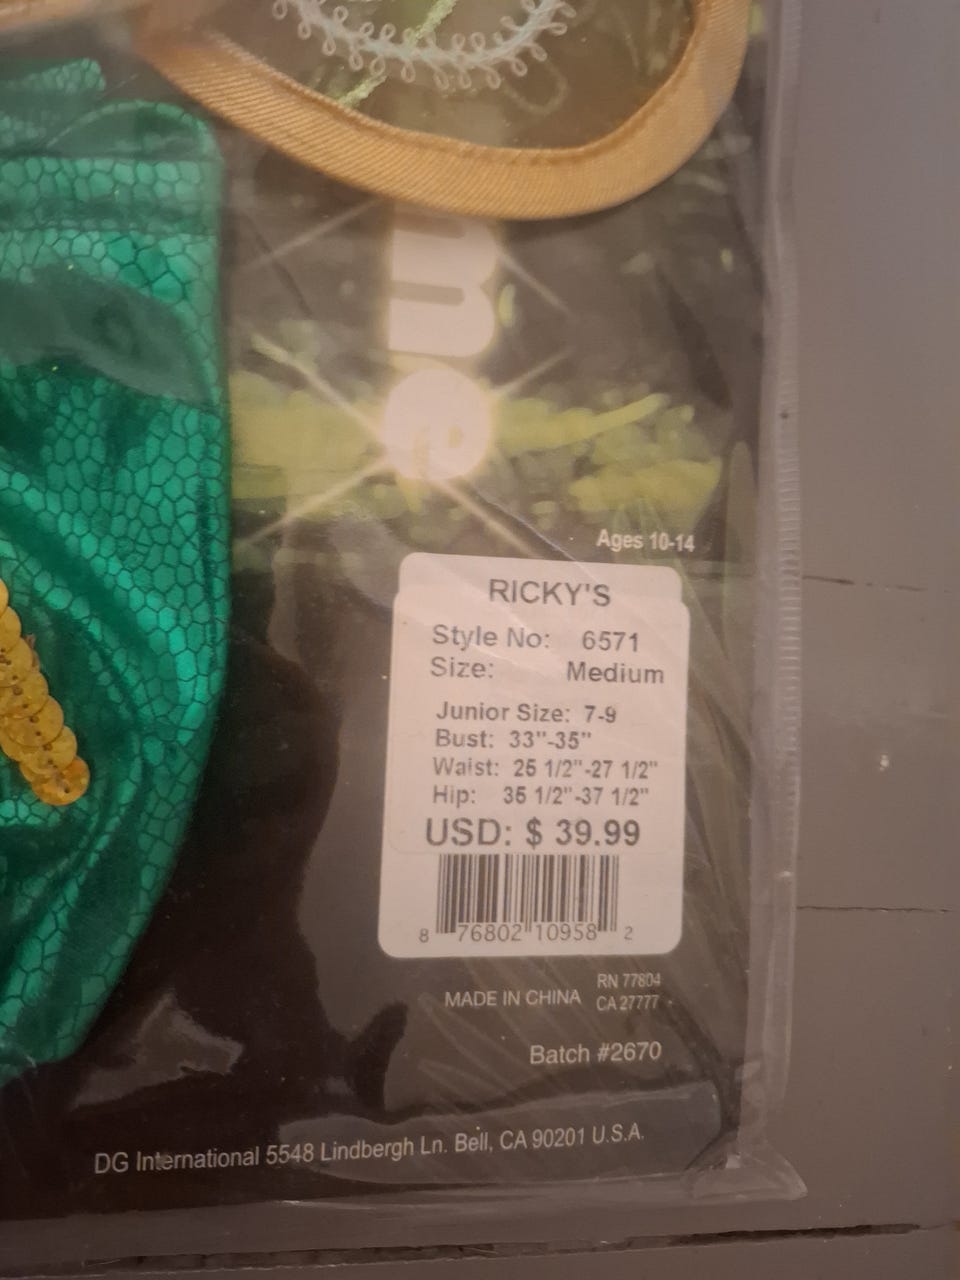 Ages 10-14
RICKY'S
Style No: 6571
Size: Medium
Junior Size: 7-9
Bust: 33"-35"
Waist: 25 1/2"-27 1/2"
Hip: 35 1/2"-37 1/2"
USD: $ 39.99
8 76802 10958 2
MADE IN CHINA
RN 77804
CA 27777
Batch #2670
DG International 5548 Lindbergh Ln. Bell, CA 90201 U.S.A.